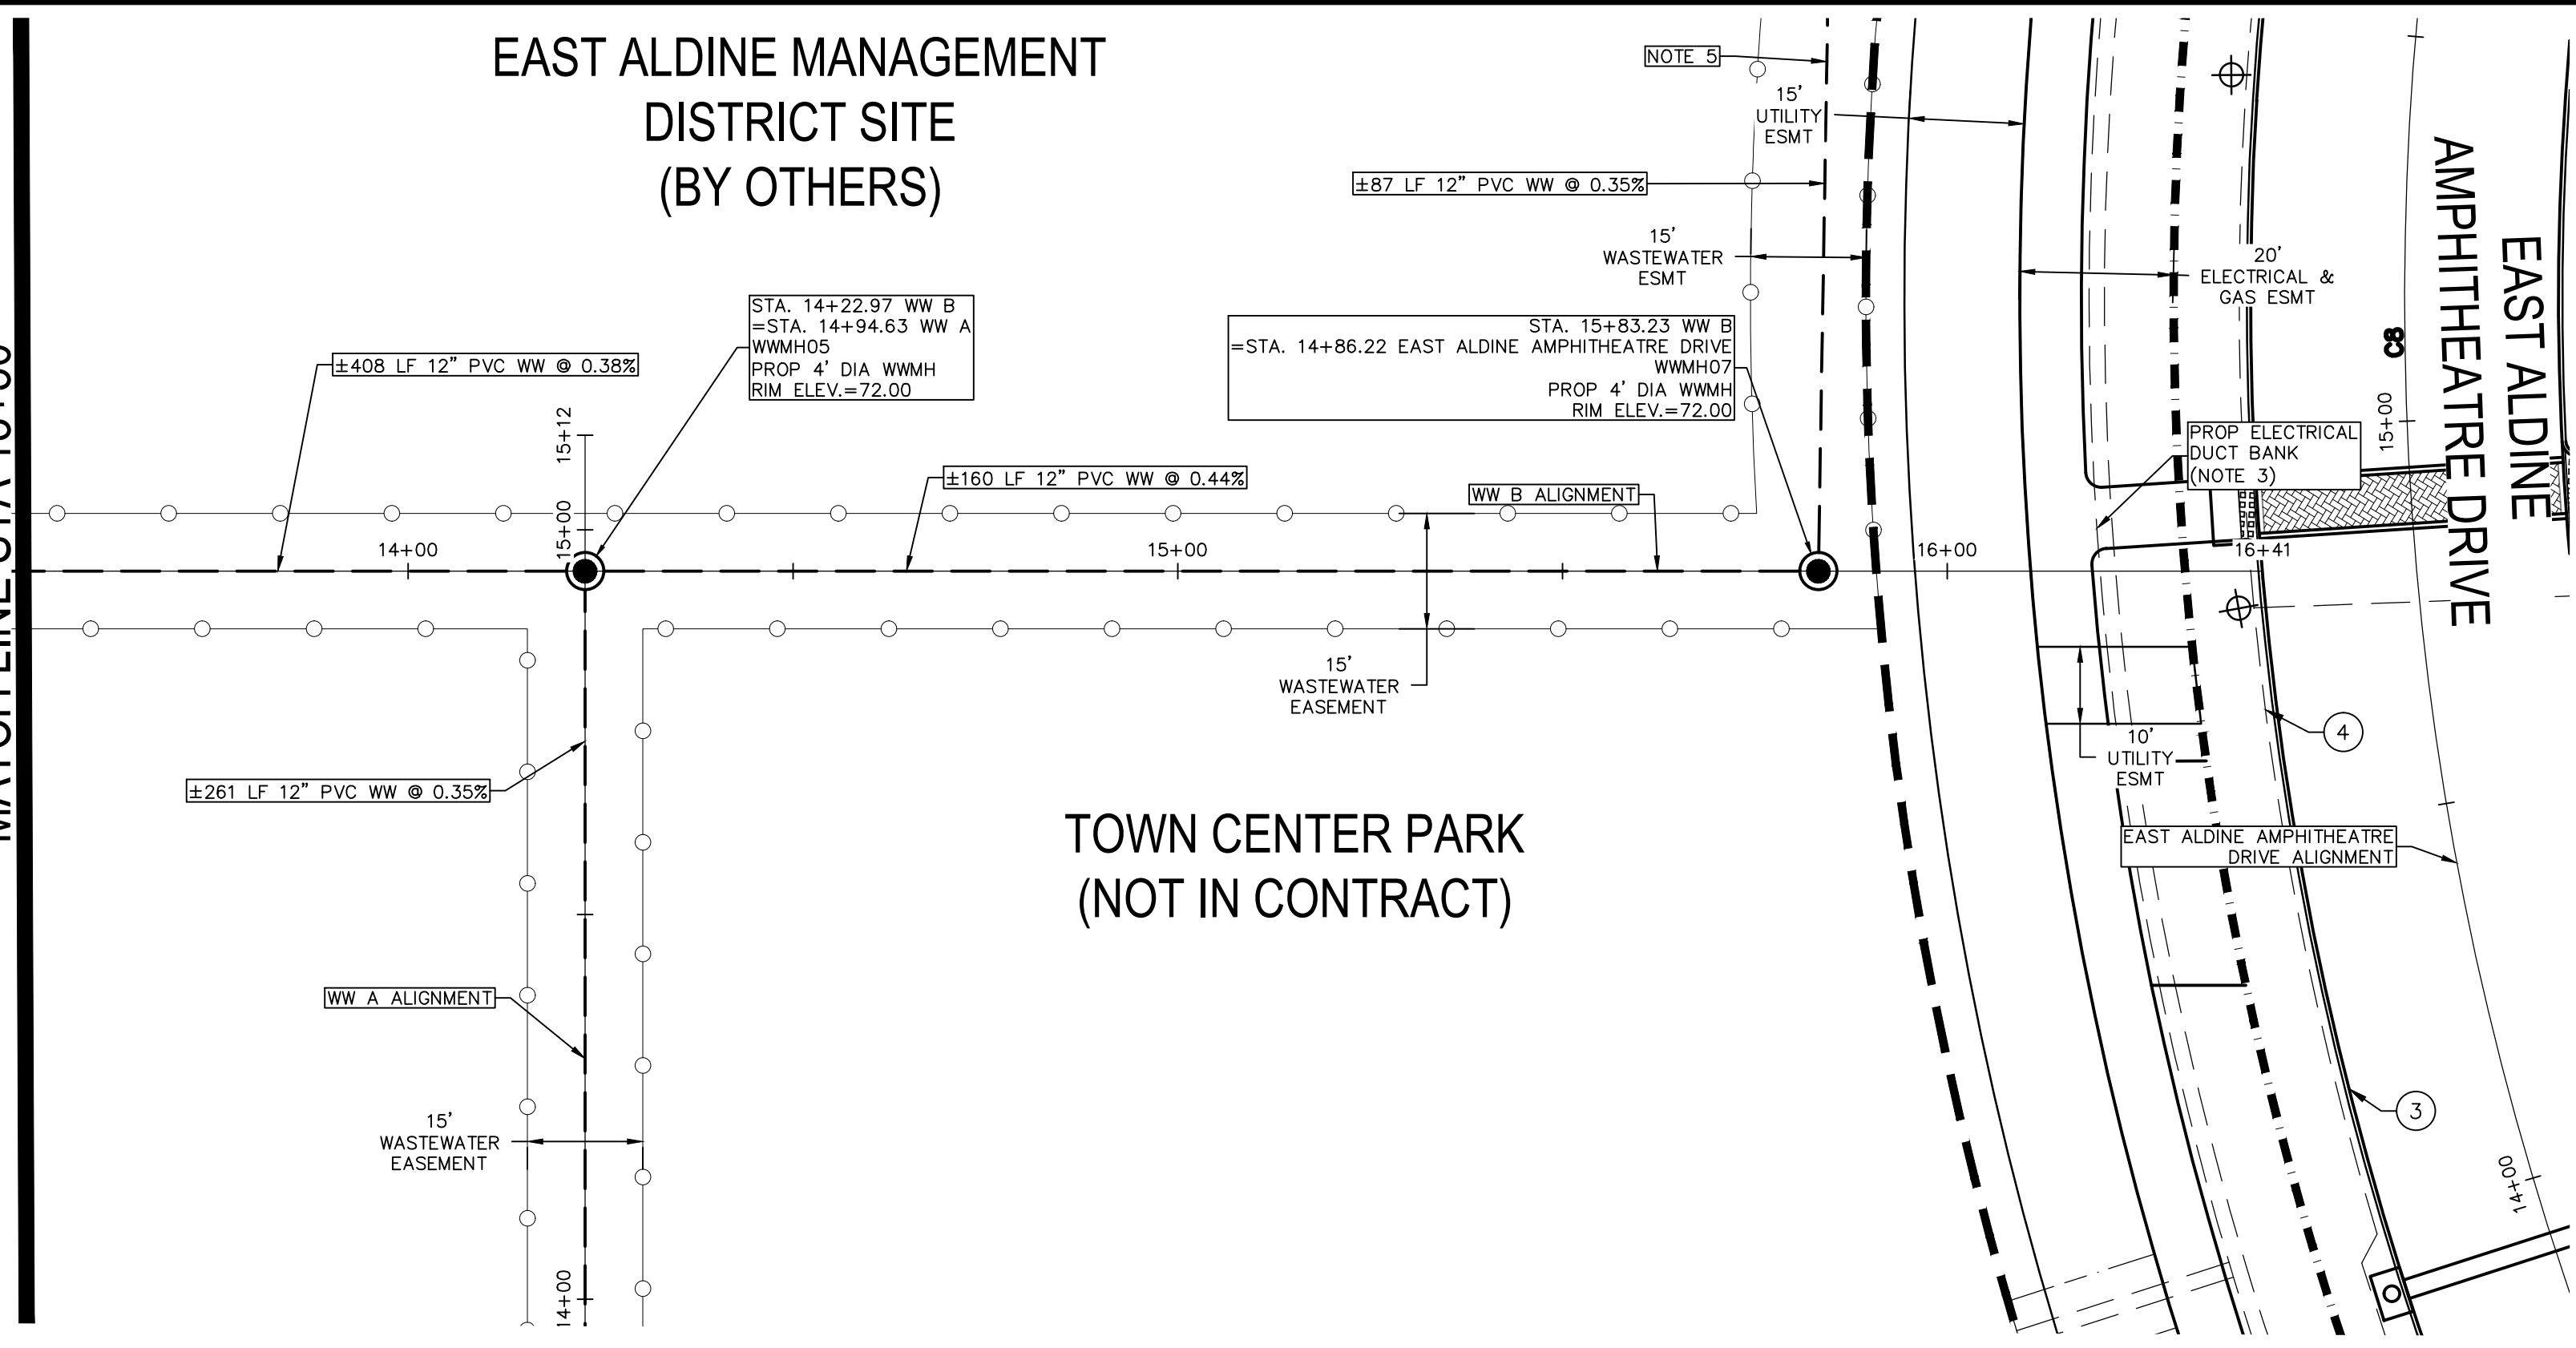 EAST ALDINE MANAGEMENT
DISTRICT SITE
(BY OTHERS)
NOTE 5
15'
UTILITY
ESMT
±87 LF 12" PVC WW @ 0.35%
15'
WASTEWATER
ESMT
20'
ELECTRICAL &
GAS ESMT
EAST ALDINE
AMPHITHEATRE DRIVE
C8
15+00
STA. 14+22.97 WW B
=STA. 14+94.63 WW A
WWMH05
PROP 4' DIA WWMH
RIM ELEV.=72.00
STA. 15+83.23 WW B
=STA. 14+86.22 EAST ALDINE AMPHITHEATRE DRIVE
WWMH07
PROP 4' DIA WWMH
RIM ELEV.=72.00
±408 LF 12" PVC WW @ 0.38%
15+12
15+00
PROP ELECTRICAL
DUCT BANK
(NOTE 3)
±160 LF 12" PVC WW @ 0.44%
WW B ALIGNMENT
14+00
15+00
16+00
16+41
15'
WASTEWATER
EASEMENT
10'
UTILITY
ESMT
4
±261 LF 12" PVC WW @ 0.35%
TOWN CENTER PARK
(NOT IN CONTRACT)
EAST ALDINE AMPHITHEATRE
DRIVE ALIGNMENT
WW A ALIGNMENT
15'
WASTEWATER
EASEMENT
3
14+00
14+00